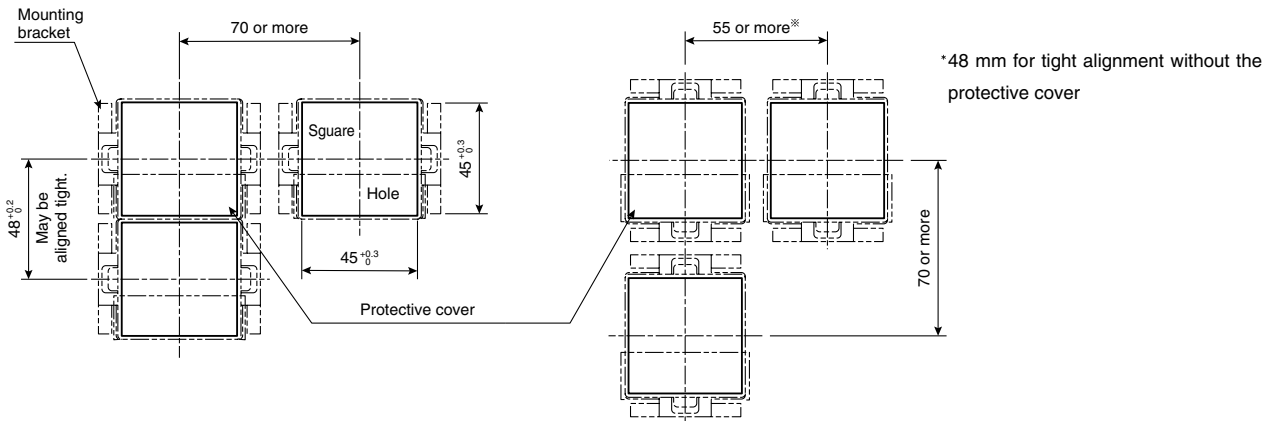 Mounting
bracket
70 or more
Sguare
Hole
45 +0.3 0
45 +0.3 0
48 +0.2 0
May be
aligned tight.
Protective cover
55 or more※
70 or more
*48 mm for tight alignment without the
protective cover